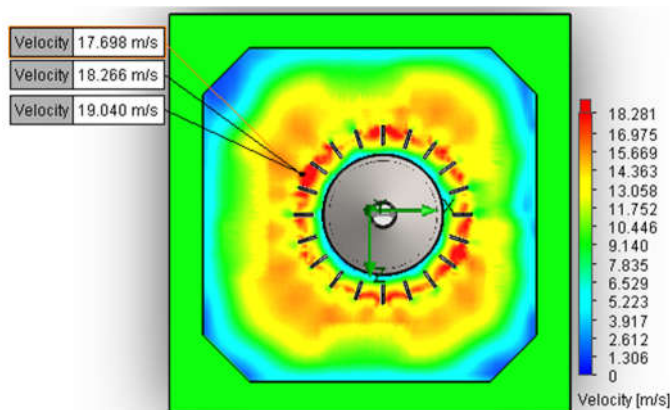 Velocity 17.698 m/s
Velocity 18.266 m/s
Velocity 19.040 m/s
X
Z
18.281
16.975
15.669
14.363
13.058
11.752
10.446
9.140
7.835
6.529
5.223
3.917
2.612
1.306
0
Velocity [m/s]